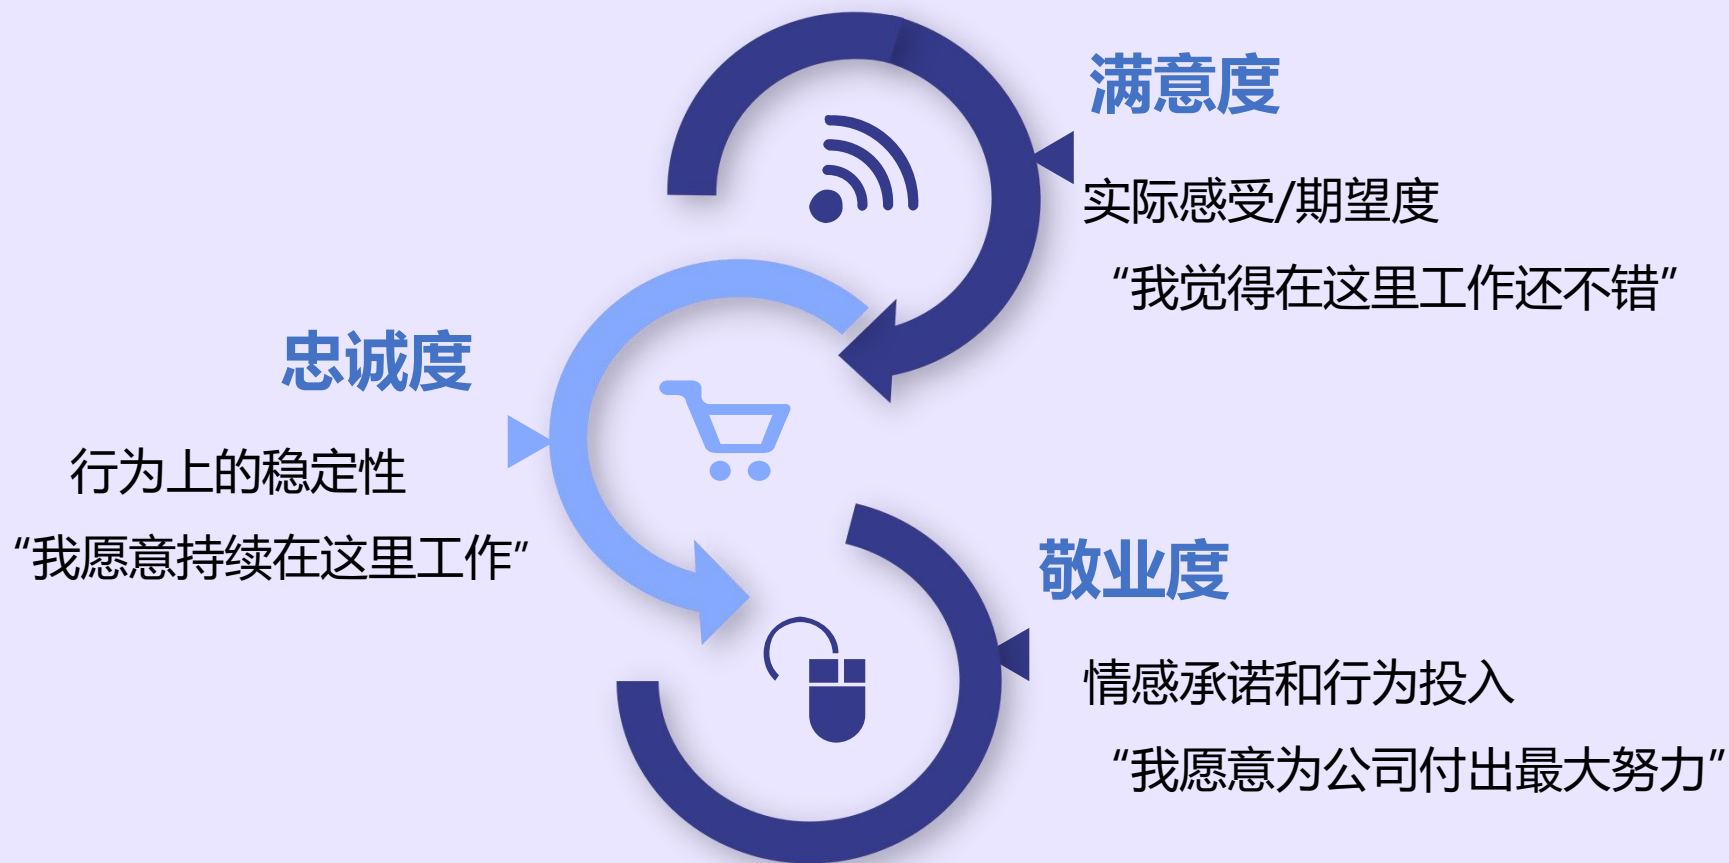 满意度
实际感受/期望度
“我觉得在这里工作还不错”
忠诚度
行为上的稳定性
“我愿意持续在这里工作”
敬业度
情感承诺和行为投入
“我愿意为公司付出最大努力”